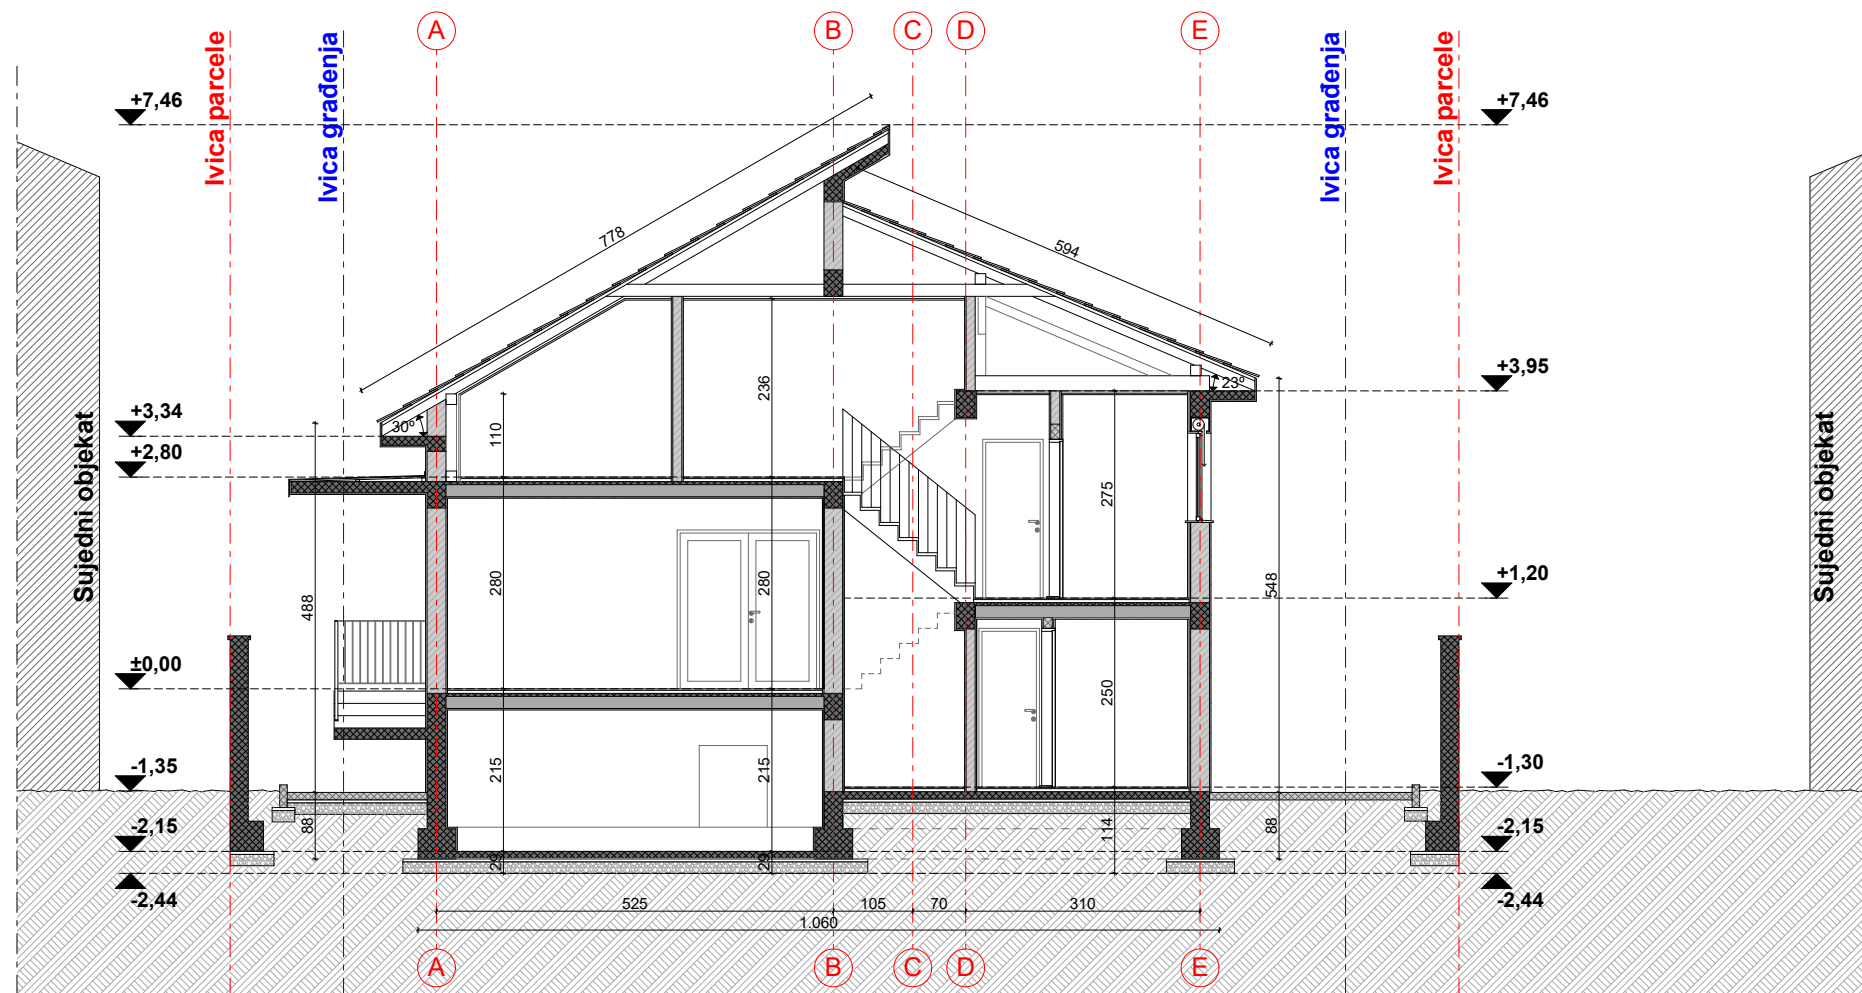 A
B
C
D
E
Ivica parcele
Ivica građenja
Ivica građenja
Ivica parcele
+7,46
+7,46
778
594
+3,95
23º
+3,34
30º
+2,80
236
110
275
Sujedni objekat
Sujedni objekat
+1,20
548
488
280
280
±0,00
250
-1,35
215
215
-1,30
88
114
88
-2,15
-2,15
29
29
-2,44
-2,44
525
105
70
310
1.060
A
B
C
D
E